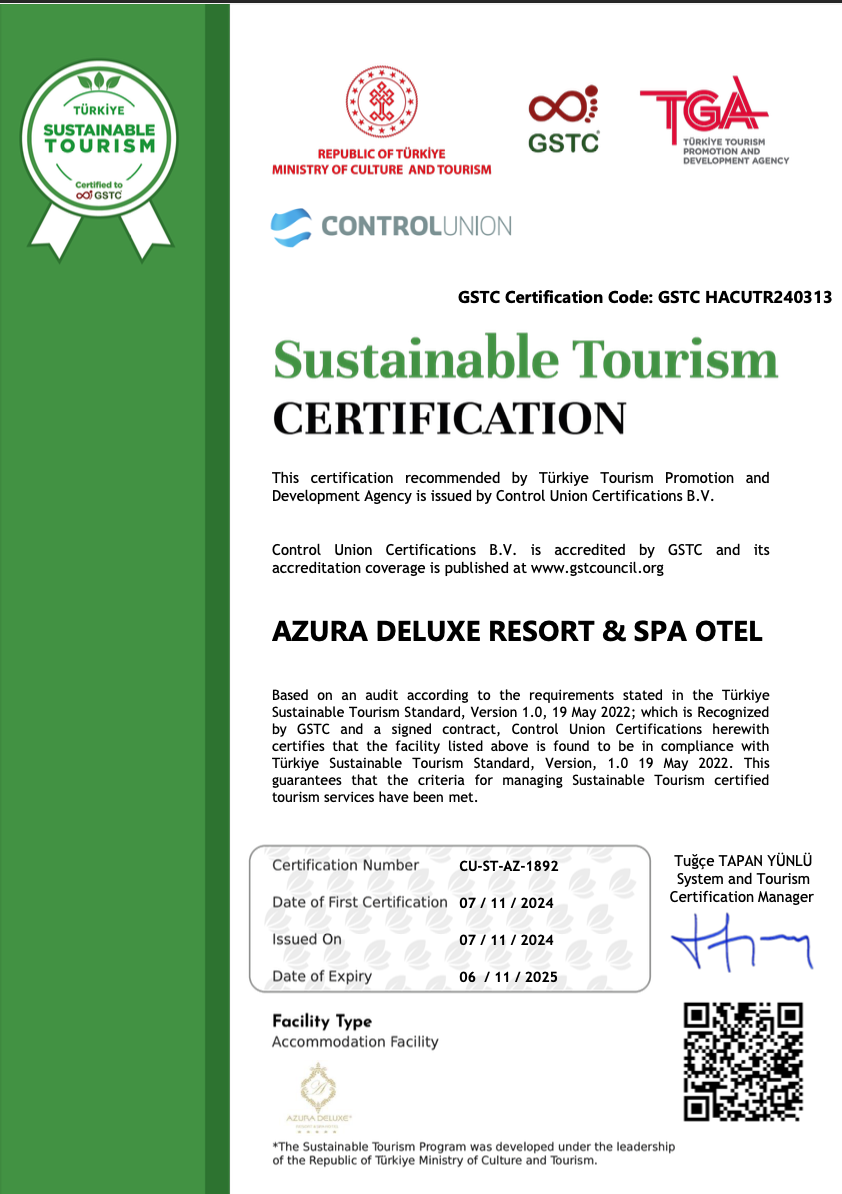 TÜRKİYE
SUSTAINABLE
TOURISM
Certified to
GSTC
REPUBLIC OF TÜRKİYE
MINISTRY OF CULTURE AND TOURISM
GSTC
TGA
TÜRKİYE TOURISM
PROMOTION AND
DEVELOPMENT AGENCY
CONTROLUNION
GSTC Certification Code: GSTC HACUTR240313
Sustainable Tourism
CERTIFICATION
This certification recommended by Türkiye Tourism Promotion and
Development Agency is issued by Control Union Certifications B.V.
Control Union Certifications B.V. is accredited by GSTC and its
accreditation coverage is published at www.gstcouncil.org
AZURA DELUXE RESORT & SPA OTEL
Based on an audit according to the requirements stated in the Türkiye
Sustainable Tourism Standard, Version 1.0, 19 May 2022; which is Recognized
by GSTC and a signed contract, Control Union Certifications herewith
certifies that the facility listed above is found to be in compliance with
Türkiye Sustainable Tourism Standard, Version, 1.0 19 May 2022. This
guarantees that the criteria for managing Sustainable Tourism certified
tourism services have been met.
Certification Number CU-ST-AZ-1892
Date of First Certification 07 / 11 / 2024
Issued On 07 / 11 / 2024
Date of Expiry 06 / 11 / 2025
Tuğçe TAPAN YÜNLÜ
System and Tourism
Certification Manager
Facility Type
Accommodation Facility
A
AZURA DELUXE
*The Sustainable Tourism Program was developed under the leadership
of the Republic of Türkiye Ministry of Culture and Tourism.